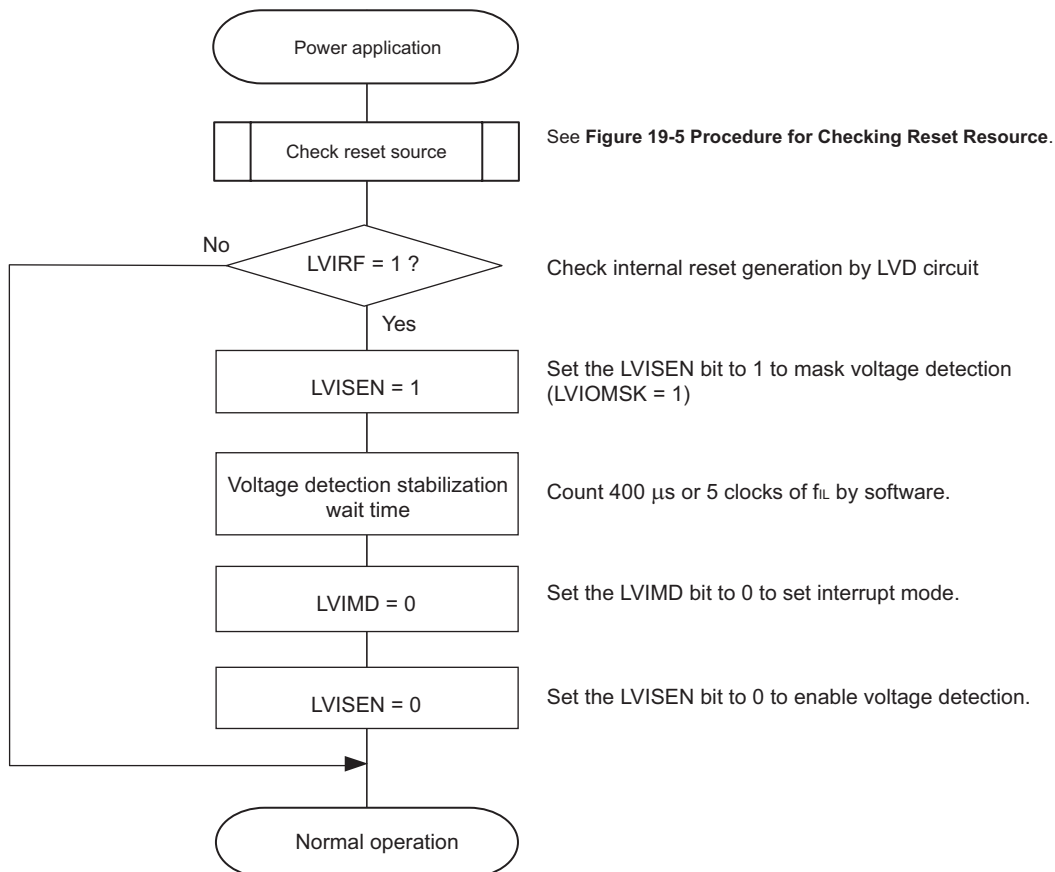 Power application
Check reset source
See Figure 19-5 Procedure for Checking Reset Resource.
No
LVIRF = 1 ?
Check internal reset generation by LVD circuit
Yes
LVISEN = 1
Set the LVISEN bit to 1 to mask voltage detection
(LVIOMSK = 1)
Voltage detection stabilization
wait time
Count 400 μs or 5 clocks of fIL by software.
LVIMD = 0
Set the LVIMD bit to 0 to set interrupt mode.
LVISEN = 0
Set the LVISEN bit to 0 to enable voltage detection.
Normal operation